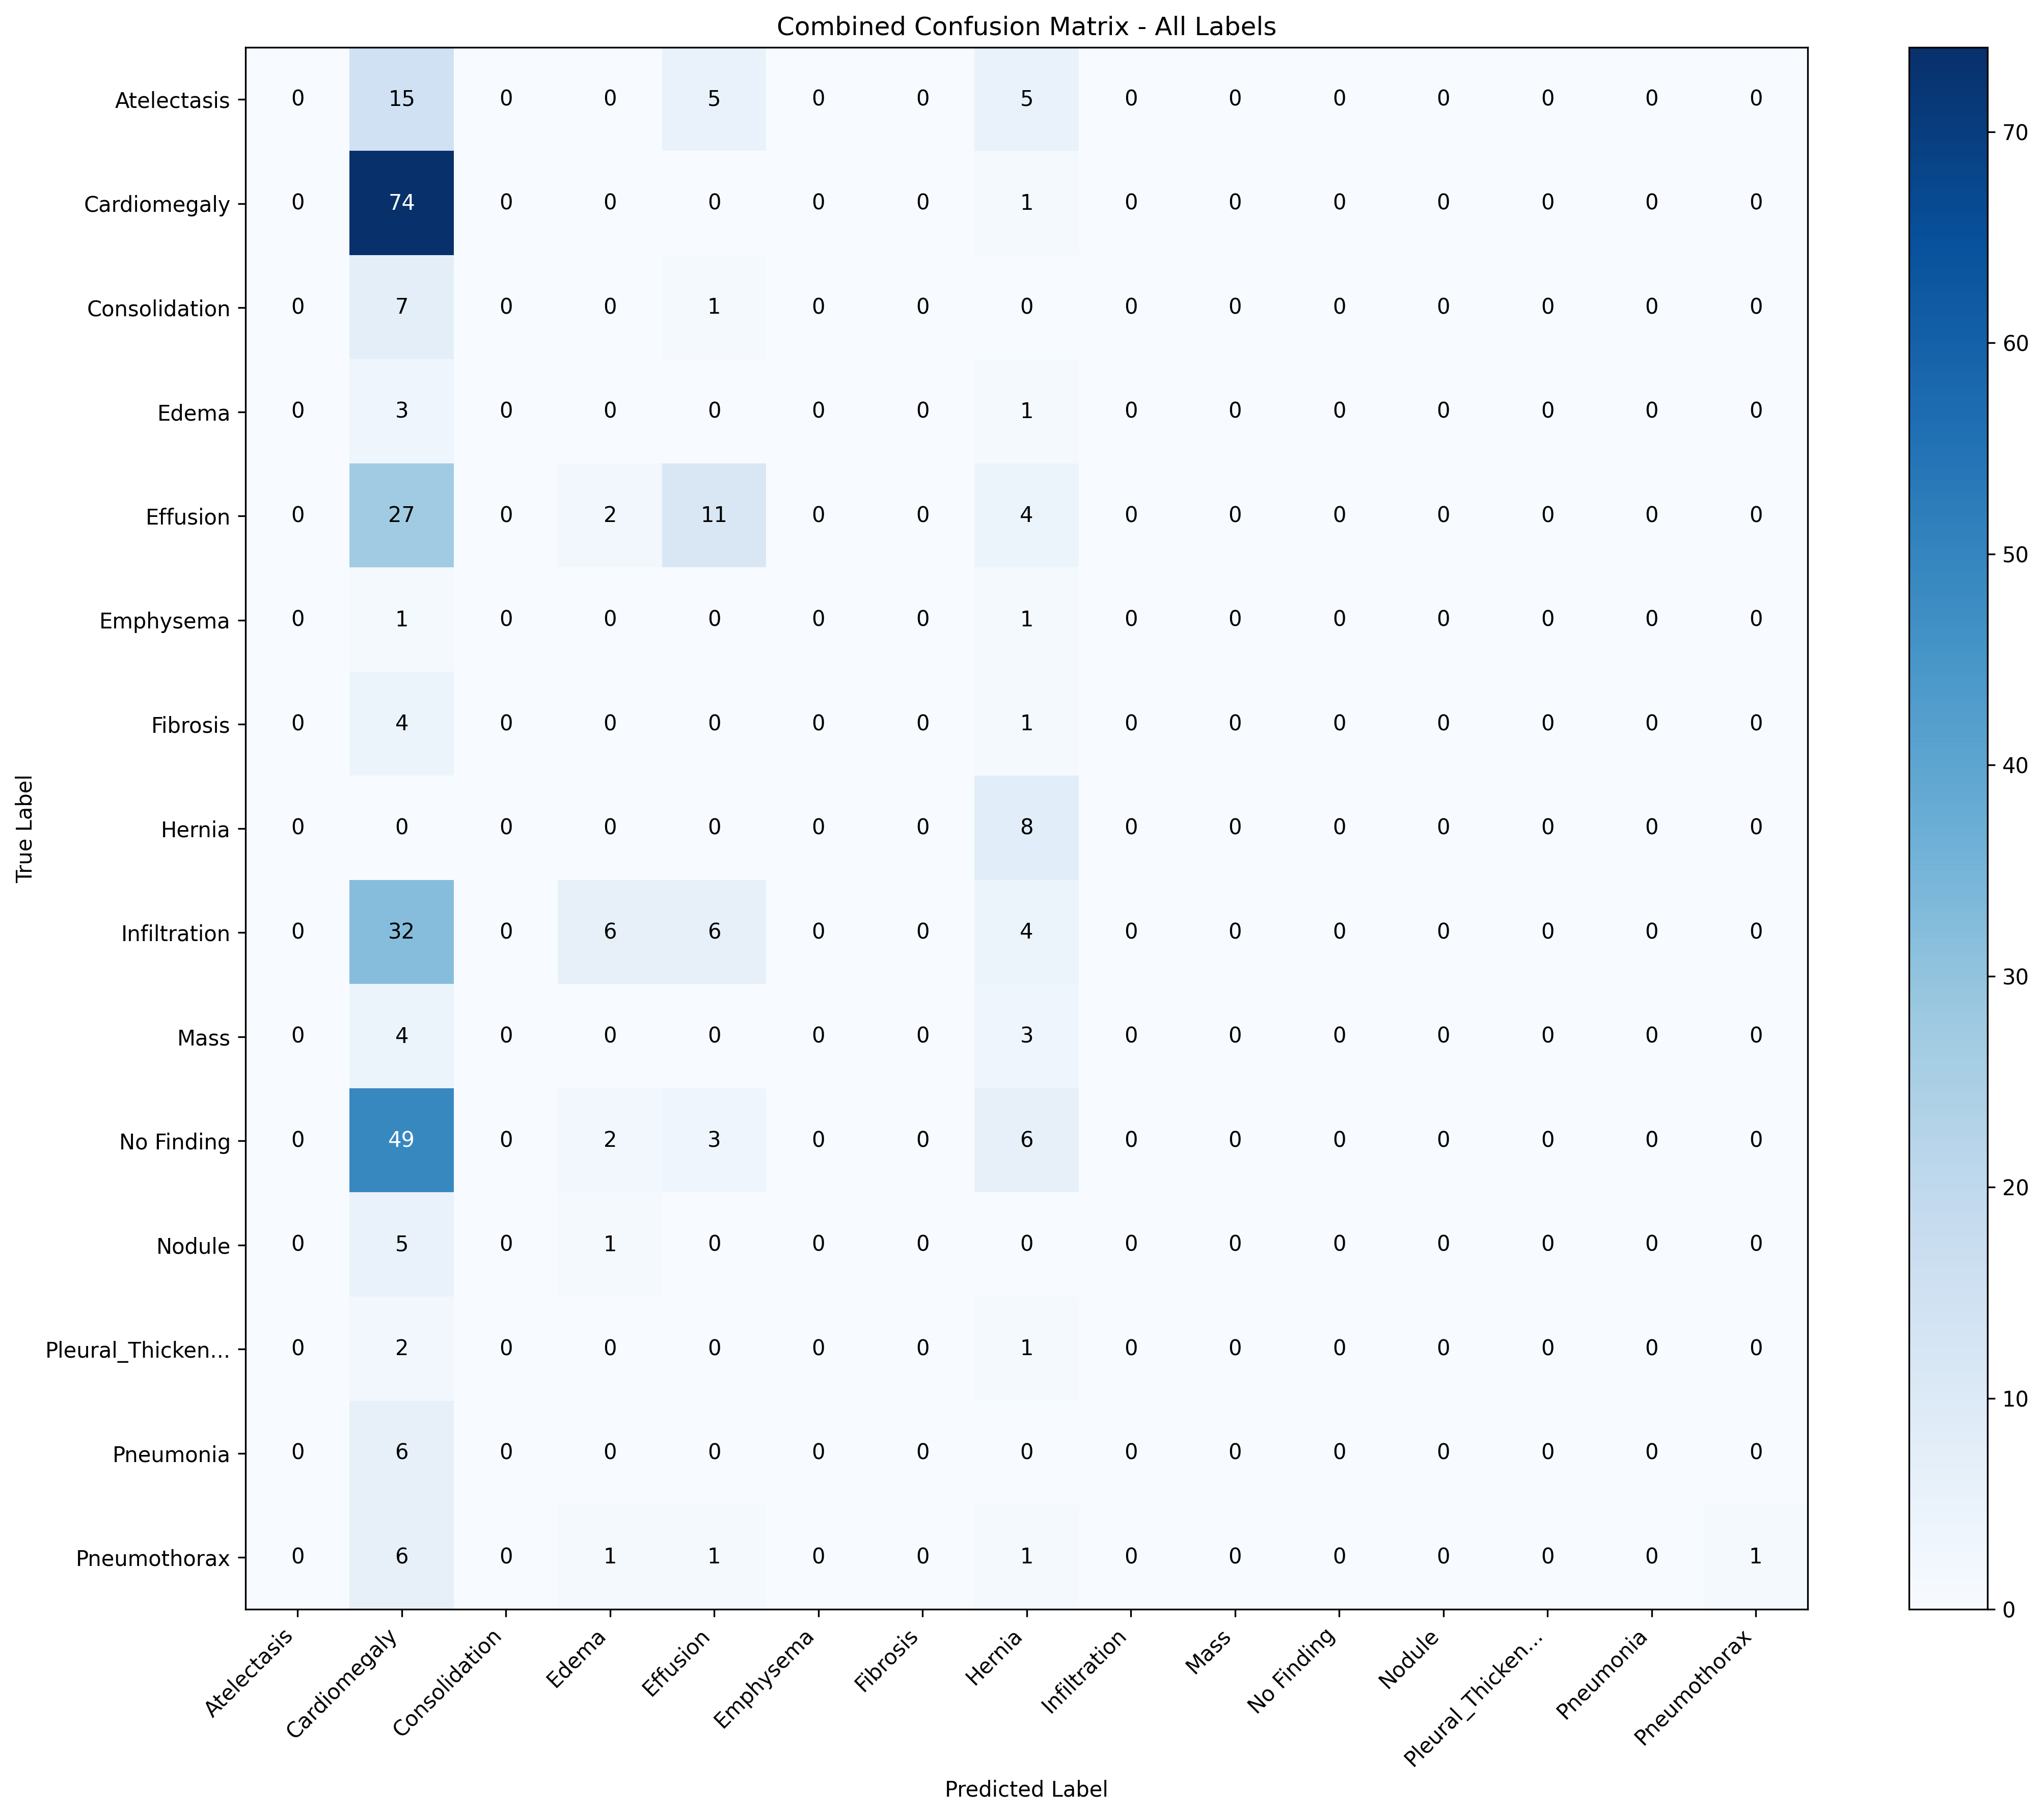 Combined Confusion Matrix - All Labels
True Label
Atelectasis 0 15 0 0 5 0 0 5 0 0 0 0 0 0 0
Cardiomegaly 0 74 0 0 0 0 0 1 0 0 0 0 0 0 0
Consolidation 0 7 0 0 1 0 0 0 0 0 0 0 0 0 0
Edema 0 3 0 0 0 0 0 1 0 0 0 0 0 0 0
Effusion 0 27 0 2 11 0 0 4 0 0 0 0 0 0 0
Emphysema 0 1 0 0 0 0 0 1 0 0 0 0 0 0 0
Fibrosis 0 4 0 0 0 0 0 1 0 0 0 0 0 0 0
Hernia 0 0 0 0 0 0 0 8 0 0 0 0 0 0 0
Infiltration 0 32 0 6 6 0 0 4 0 0 0 0 0 0 0
Mass 0 4 0 0 0 0 0 3 0 0 0 0 0 0 0
No Finding 0 49 0 2 3 0 0 6 0 0 0 0 0 0 0
Nodule 0 5 0 1 0 0 0 0 0 0 0 0 0 0 0
Pleural_Thicken... 0 2 0 0 0 0 0 1 0 0 0 0 0 0 0
Pneumonia 0 6 0 0 0 0 0 0 0 0 0 0 0 0 0
Pneumothorax 0 6 0 1 1 0 0 1 0 0 0 0 0 0 1
Atelectasis
Cardiomegaly
Consolidation
Edema
Effusion
Emphysema
Fibrosis
Hernia
Infiltration
Mass
No Finding
Nodule
Pleural_Thicken...
Pneumonia
Pneumothorax
Predicted Label
70
60
50
40
30
20
10
0